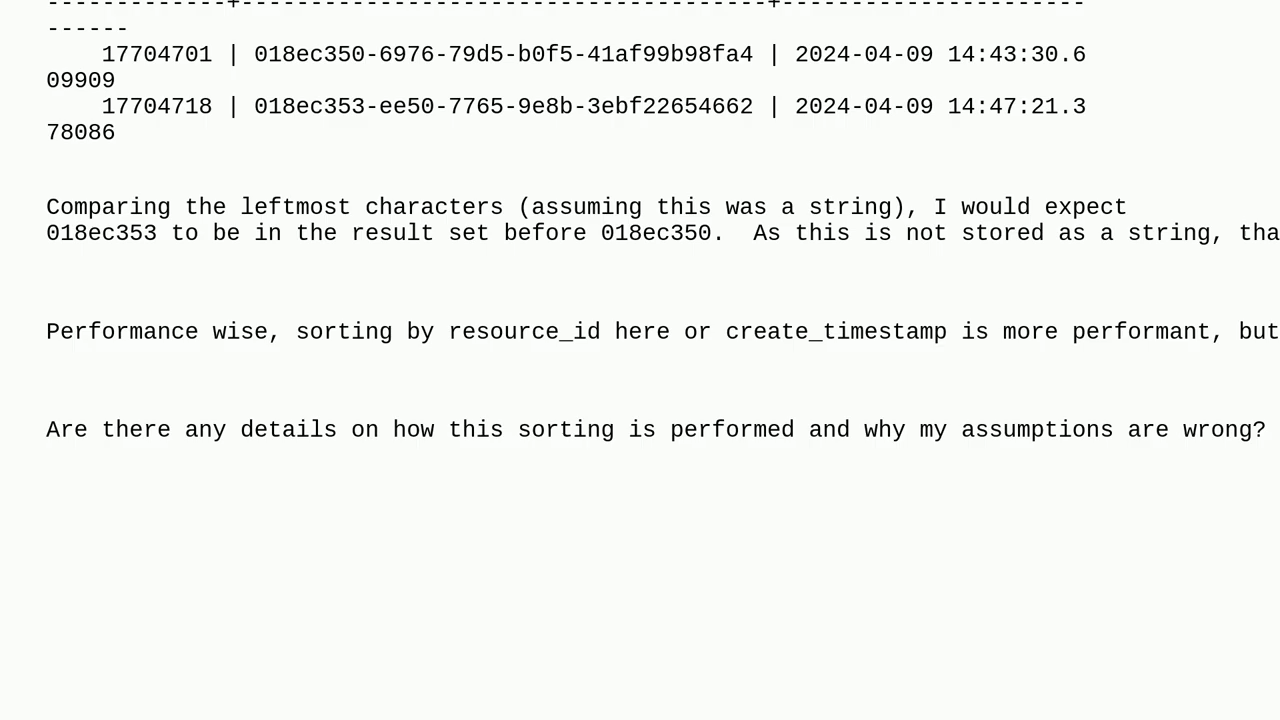 -------------+--------------------------------------+----------------------
------
    17704701 | 018ec350-6976-79d5-b0f5-41af99b98fa4 | 2024-04-09 14:43:30.6
09909
    17704718 | 018ec353-ee50-7765-9e8b-3ebf22654662 | 2024-04-09 14:47:21.3
78086
Comparing the leftmost characters (assuming this was a string), I would expect
018ec353 to be in the result set before 018ec350.  As this is not stored as a string, tha
Performance wise, sorting by resource_id here or create_timestamp is more performant, but
Are there any details on how this sorting is performed and why my assumptions are wrong?